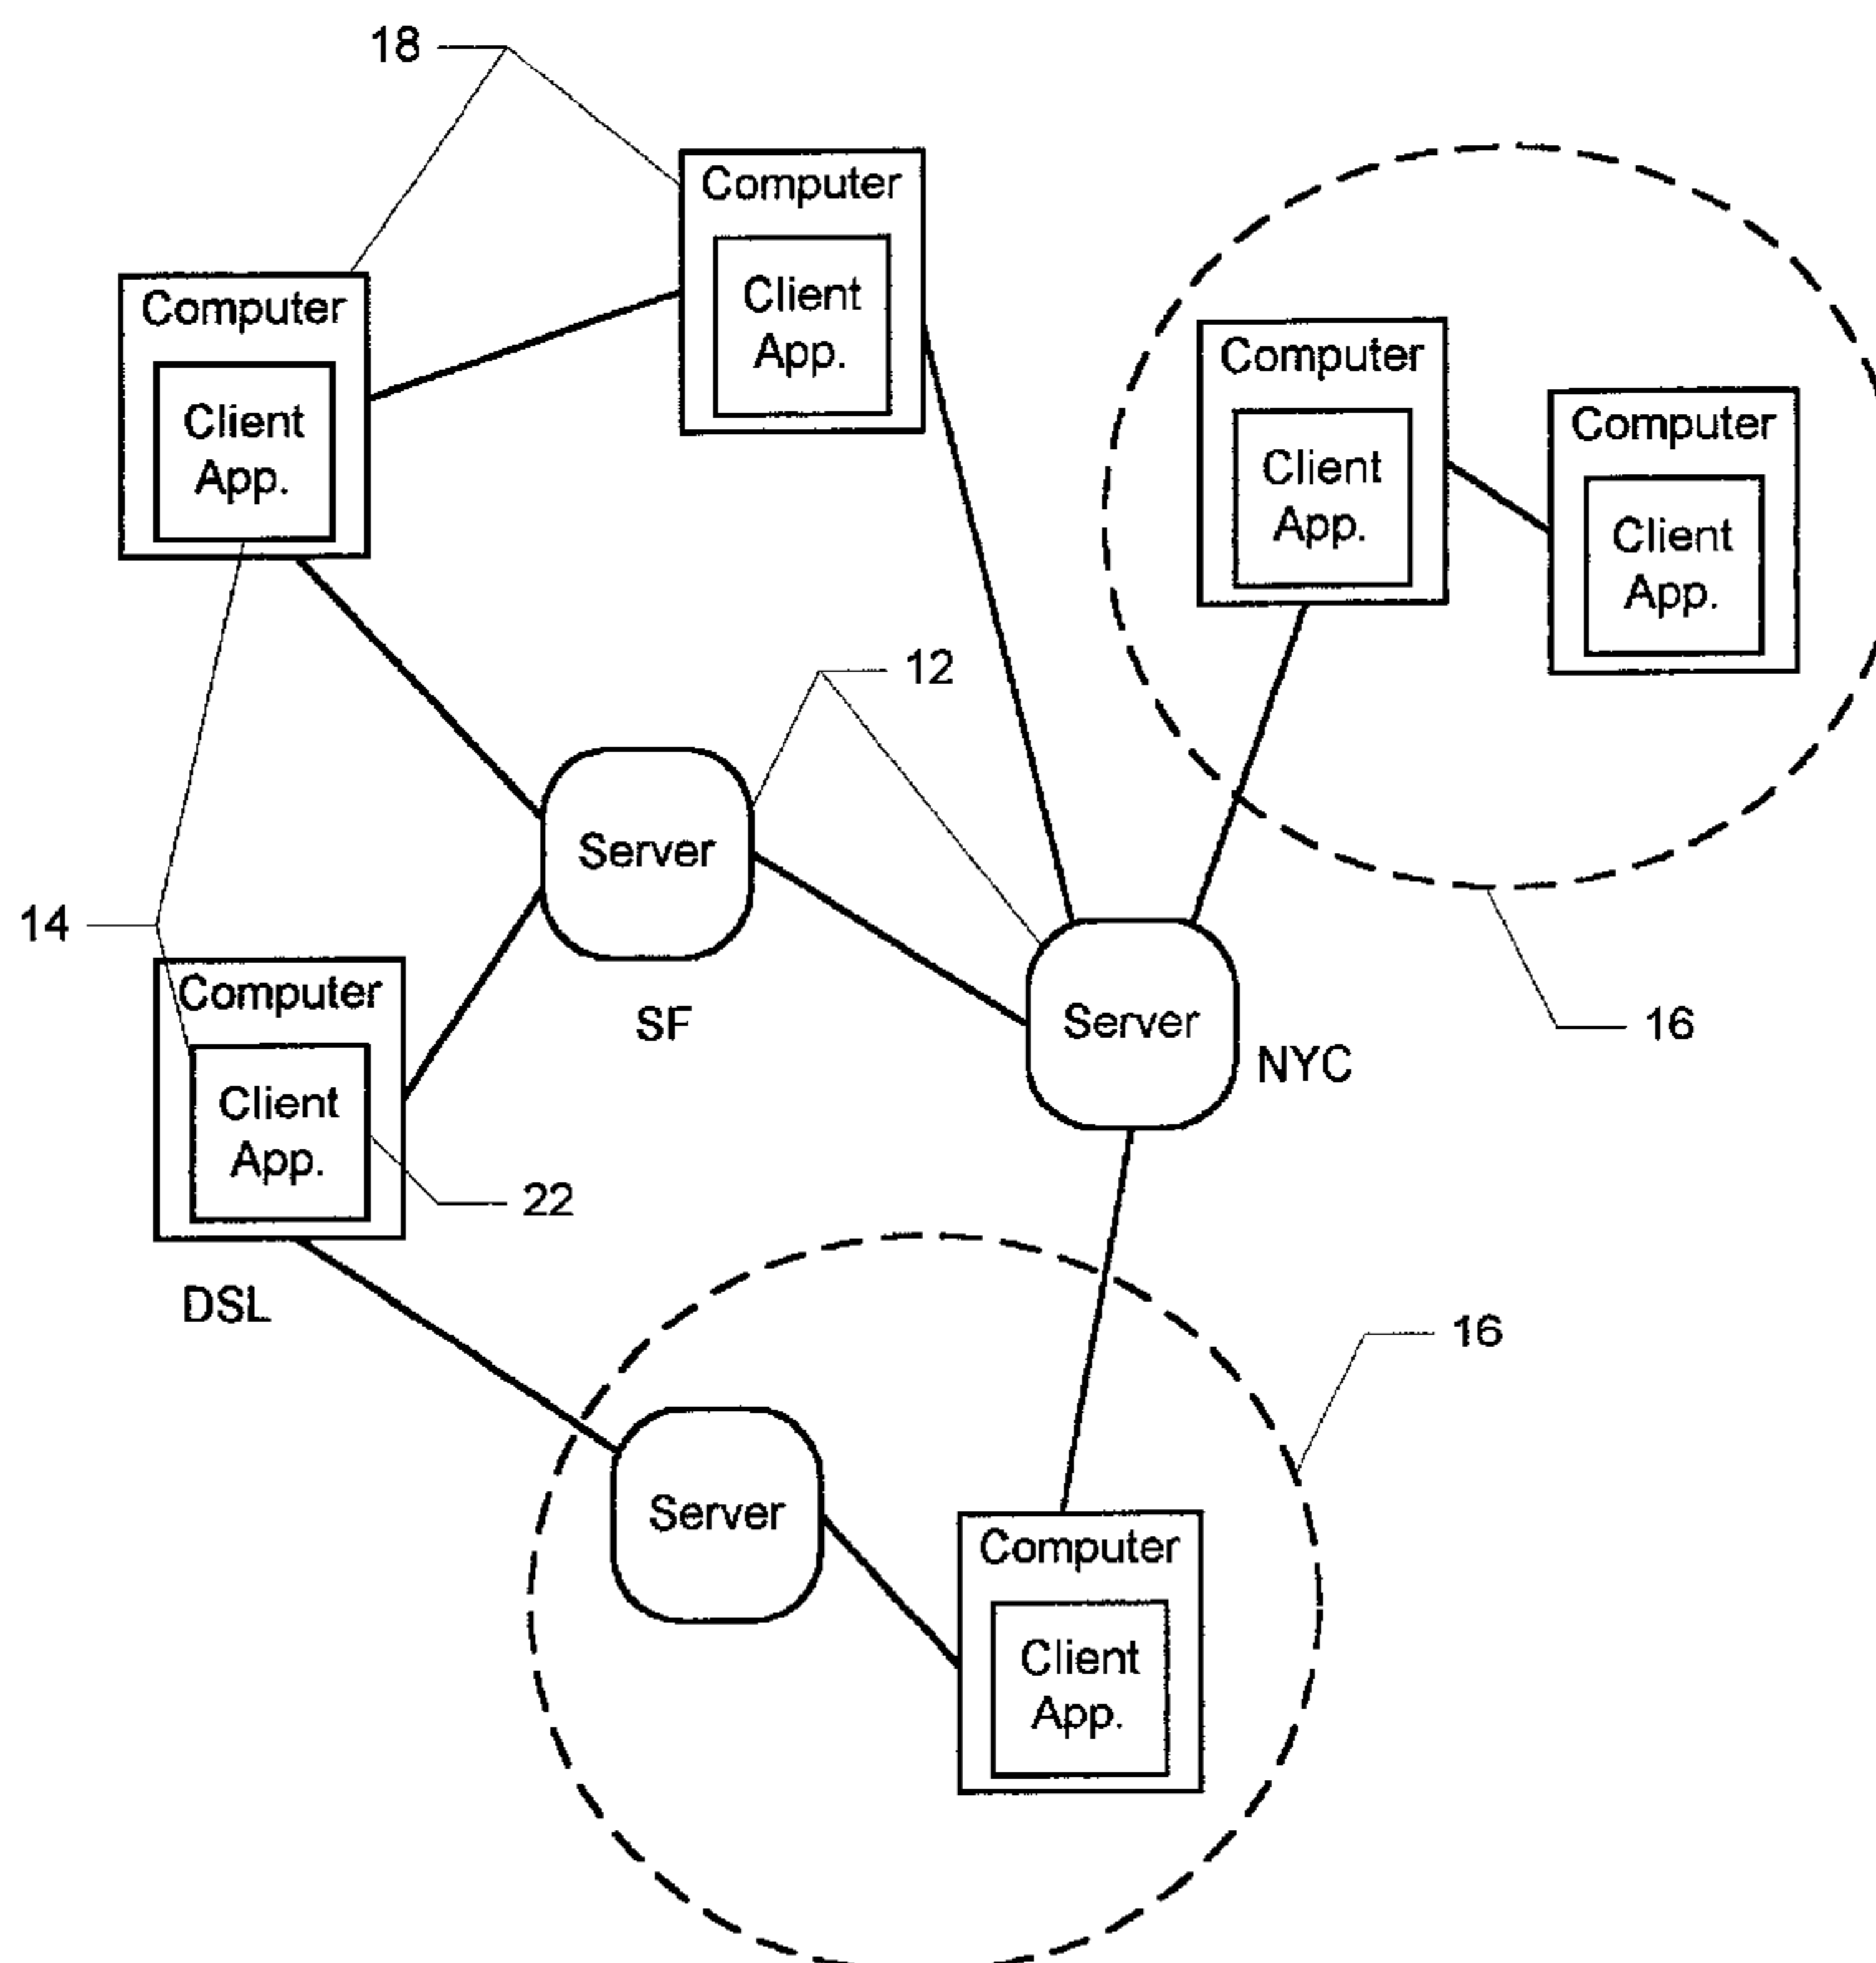 18
Computer
Client
App.
Computer
Client
App.
Computer
Client
App.
Computer
Client
App.
12
Server
SF
14
Server
NYC
16
Computer
Client
App.
22
DSL
16
Server
Computer
Client
App.